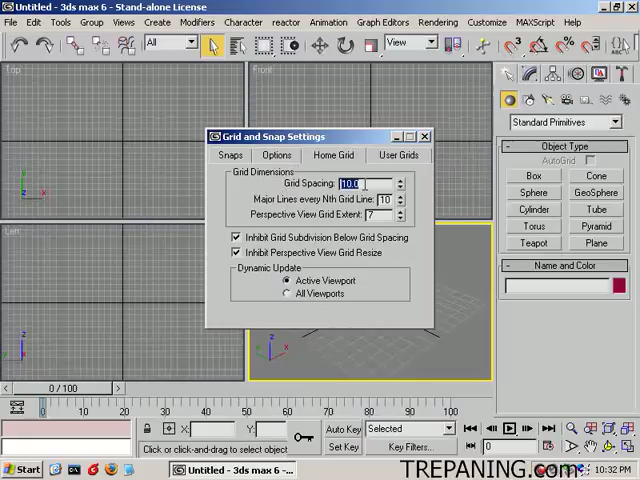 Untitled - 3ds max 6 - Stand-alone License
File Edit Tools Group Views Create Modifiers Character reactor Animation Graph Editors Rendering Customize MAXScript Help
All
View
Top
Front
Left
Standard Primitives
Object Type
AutoGrid
Box Cone
Sphere GeoSphere
Cylinder Tube
Torus Pyramid
Teapot Plane
Name and Color
Grid and Snap Settings
Snaps Options Home Grid User Grids
Grid Dimensions
Grid Spacing: 10.0
Major Lines every Nth Grid Line: 10
Perspective View Grid Extent: 7
Inhibit Grid Subdivision Below Grid Spacing
Inhibit Perspective View Grid Resize
Dynamic Update
Active Viewport
All Viewports
z
y
x
z
x
0 / 100
0 10 20 30 40 50 60 70 80 90 100
X: Y:
Auto Key Selected
Set Key Key Filters...
0
Click or click-and-drag to select object
Start
Untitled - 3ds max 6 -...
10:32 PM
TREPANING.com